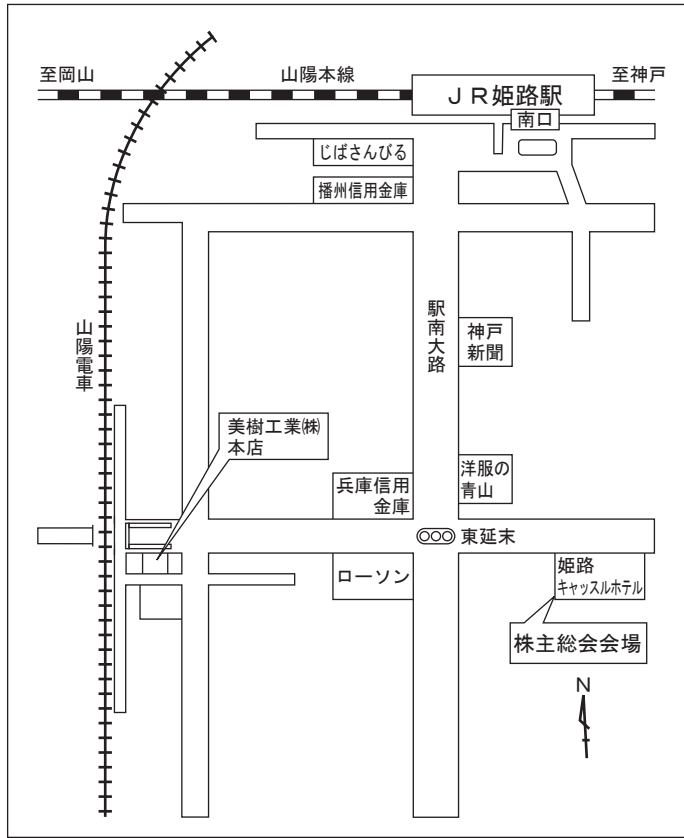 至岡山
山陽本線
ＪＲ姫路駅
至神戸
南口
じばさんびる
播州信用金庫
駅南大路
神戸
新聞
山陽電車
美樹工業㈱
本店
兵庫信用
金庫
洋服の
青山
東延末
ローソン
姫路
キャッスルホテル
株主総会会場
N